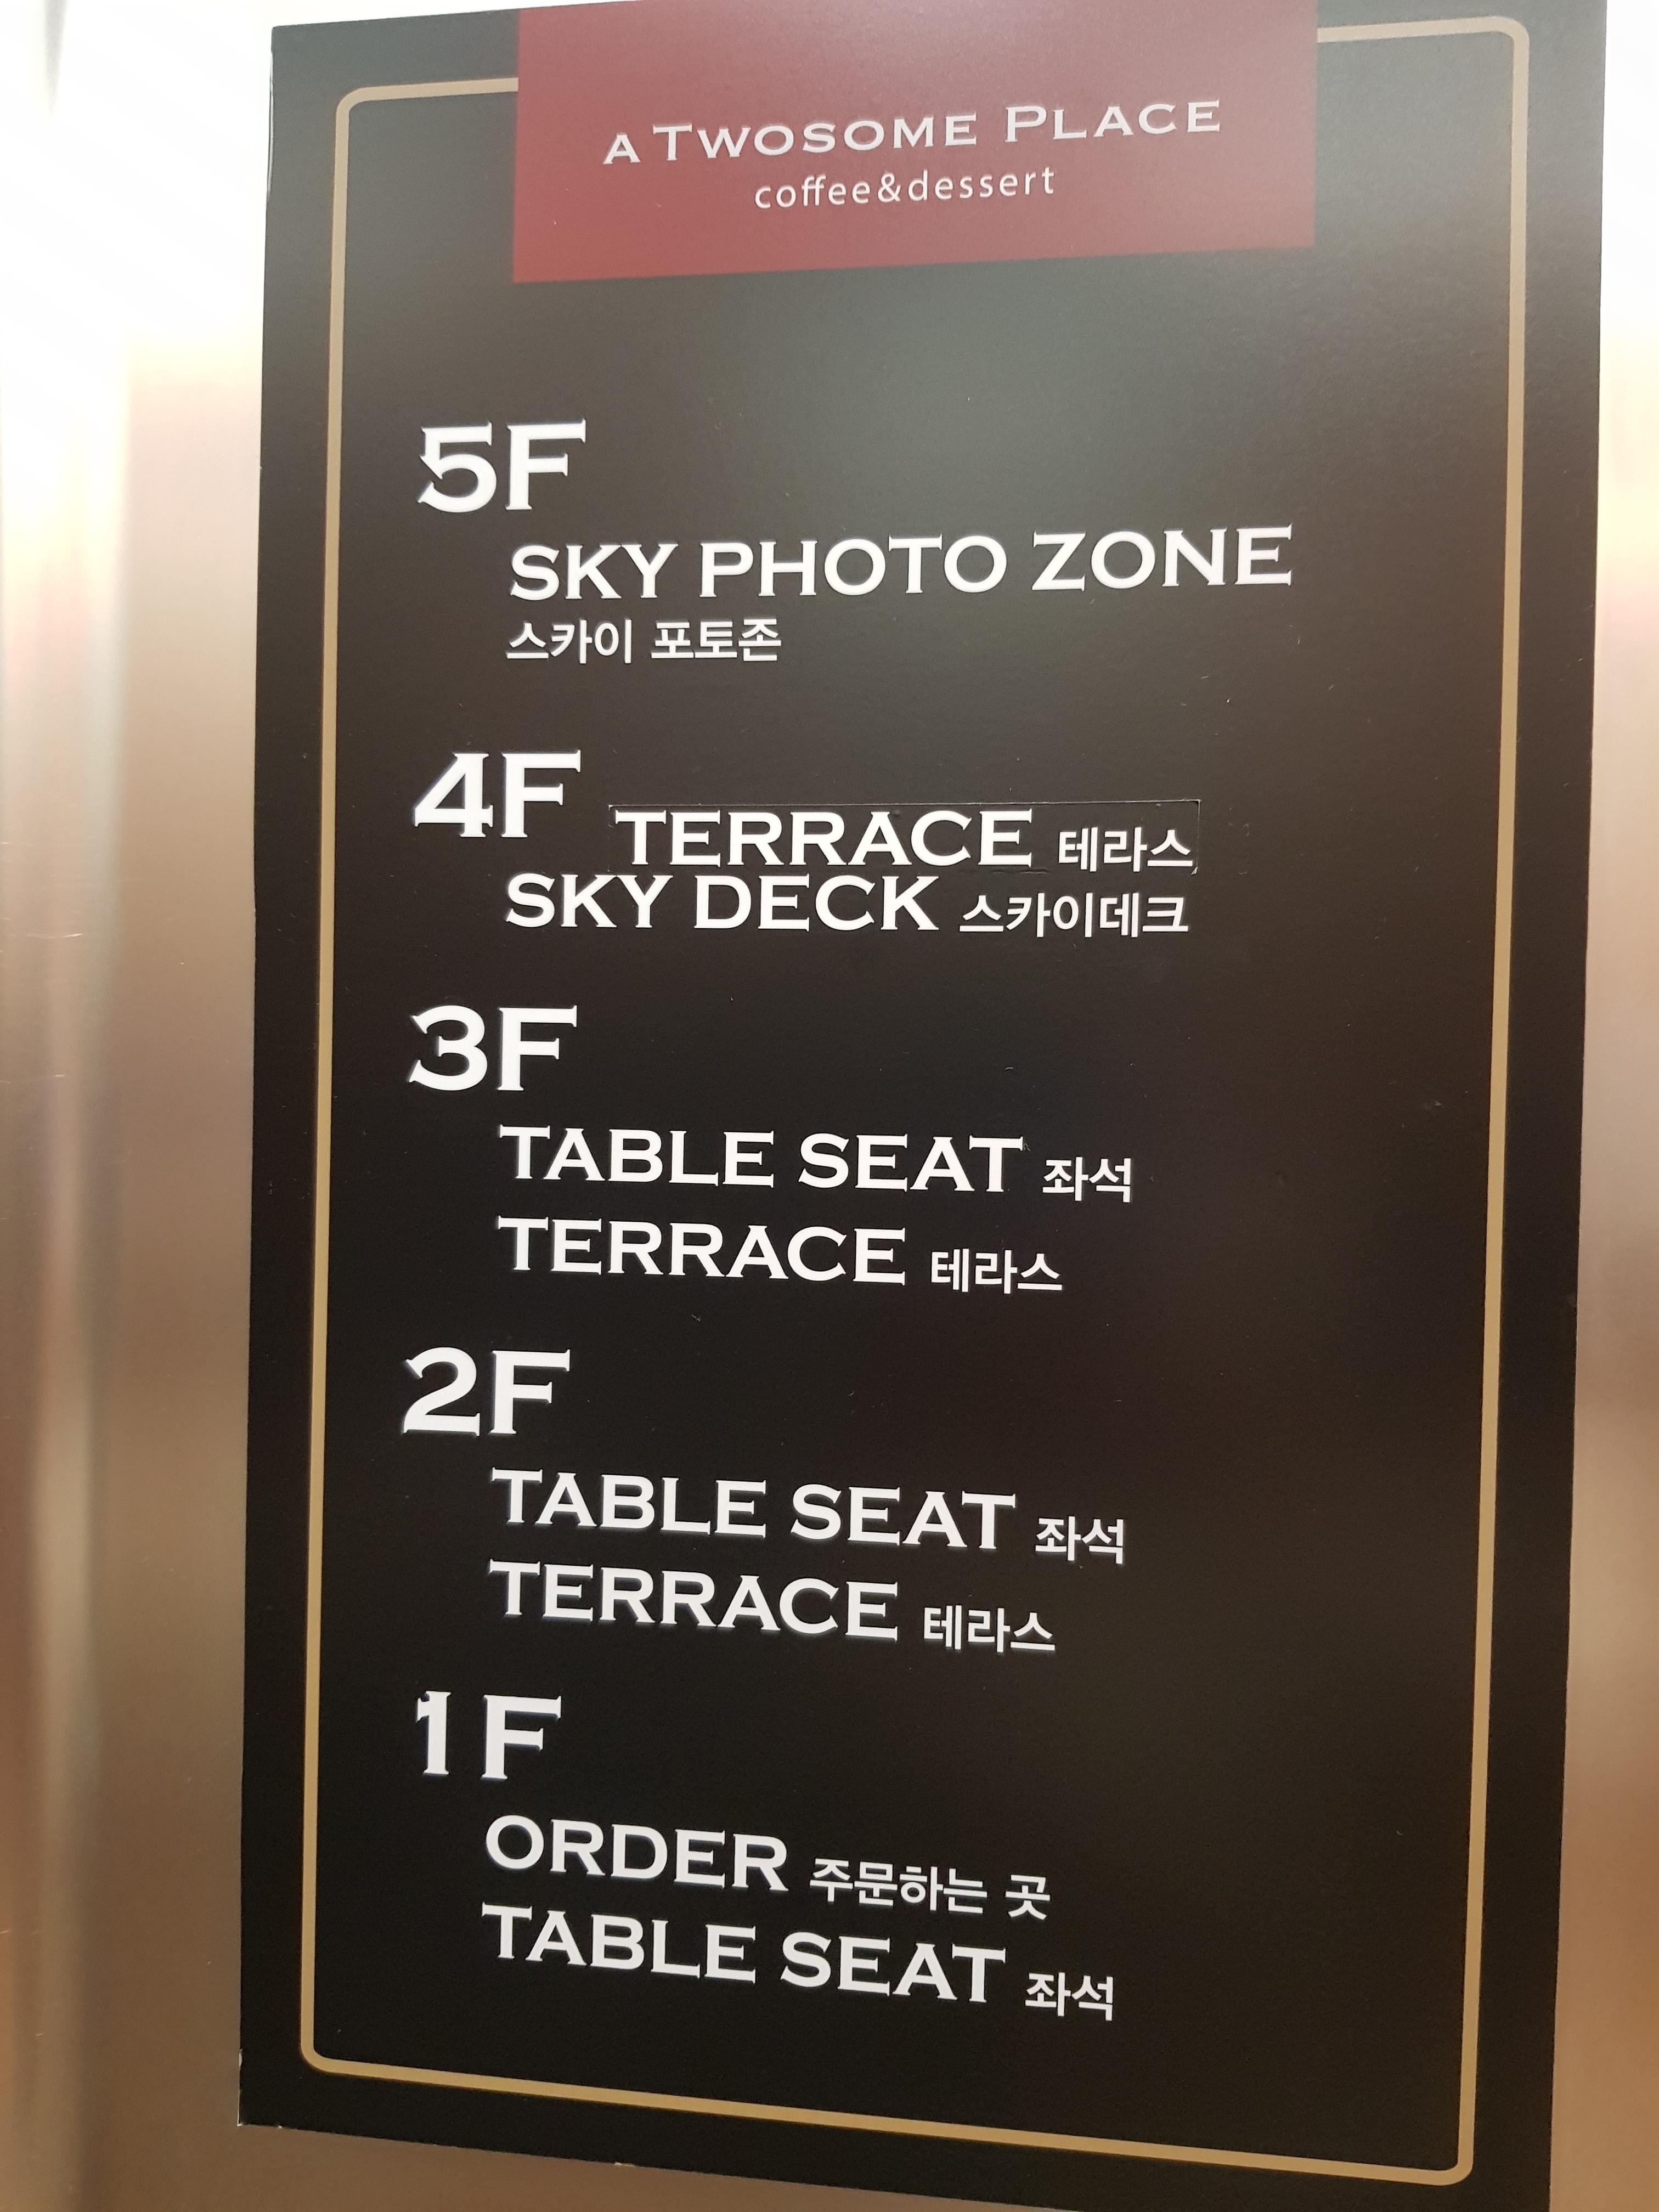 A TWOSOME PLACE
coffee&dessert
5F
SKY PHOTO ZONE
스카이 포토존
4F TERRACE 테라스
SKY DECK 스카이데크
3F
TABLE SEAT 좌석
TERRACE 테라스
2F
TABLE SEAT 좌석
TERRACE 테라스
1F
ORDER 주문하는 곳
TABLE SEAT 좌석